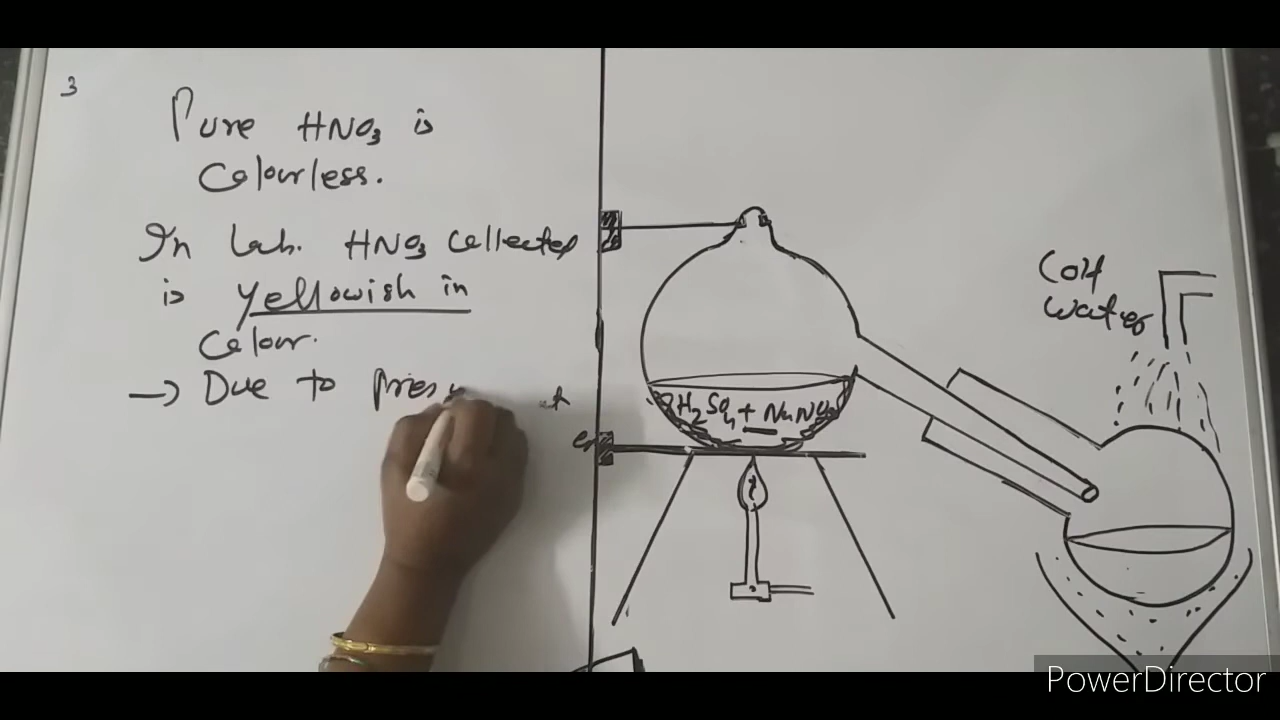 3
Pure HNO3 is
Colourless.
In Lab. HNO3 Collected
is Yellowish in
Colour.
→ Due to pres
Cold
Water
H2SO4 + NaNO3
PowerDirector